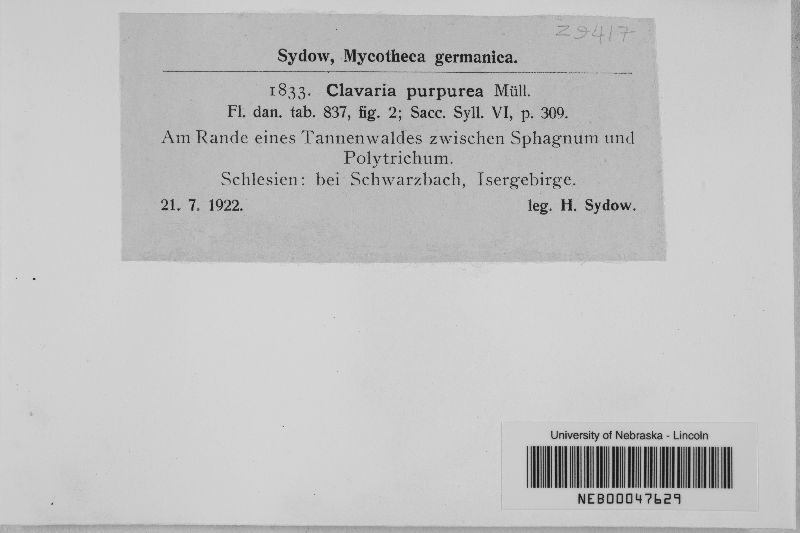 Z9417
Sydow, Mycotheca germanica.
1833. Clavaria purpurea Müll.
Fl. dan. tab. 837, fig. 2; Sacc. Syll. VI, p. 309.
Am Rande eines Tannenwaldes zwischen Sphagnum und
Polytrichum.
Schlesien: bei Schwarzbach, Isergebirge.
21. 7. 1922. leg. H. Sydow.
University of Nebraska - Lincoln
NEB00047629